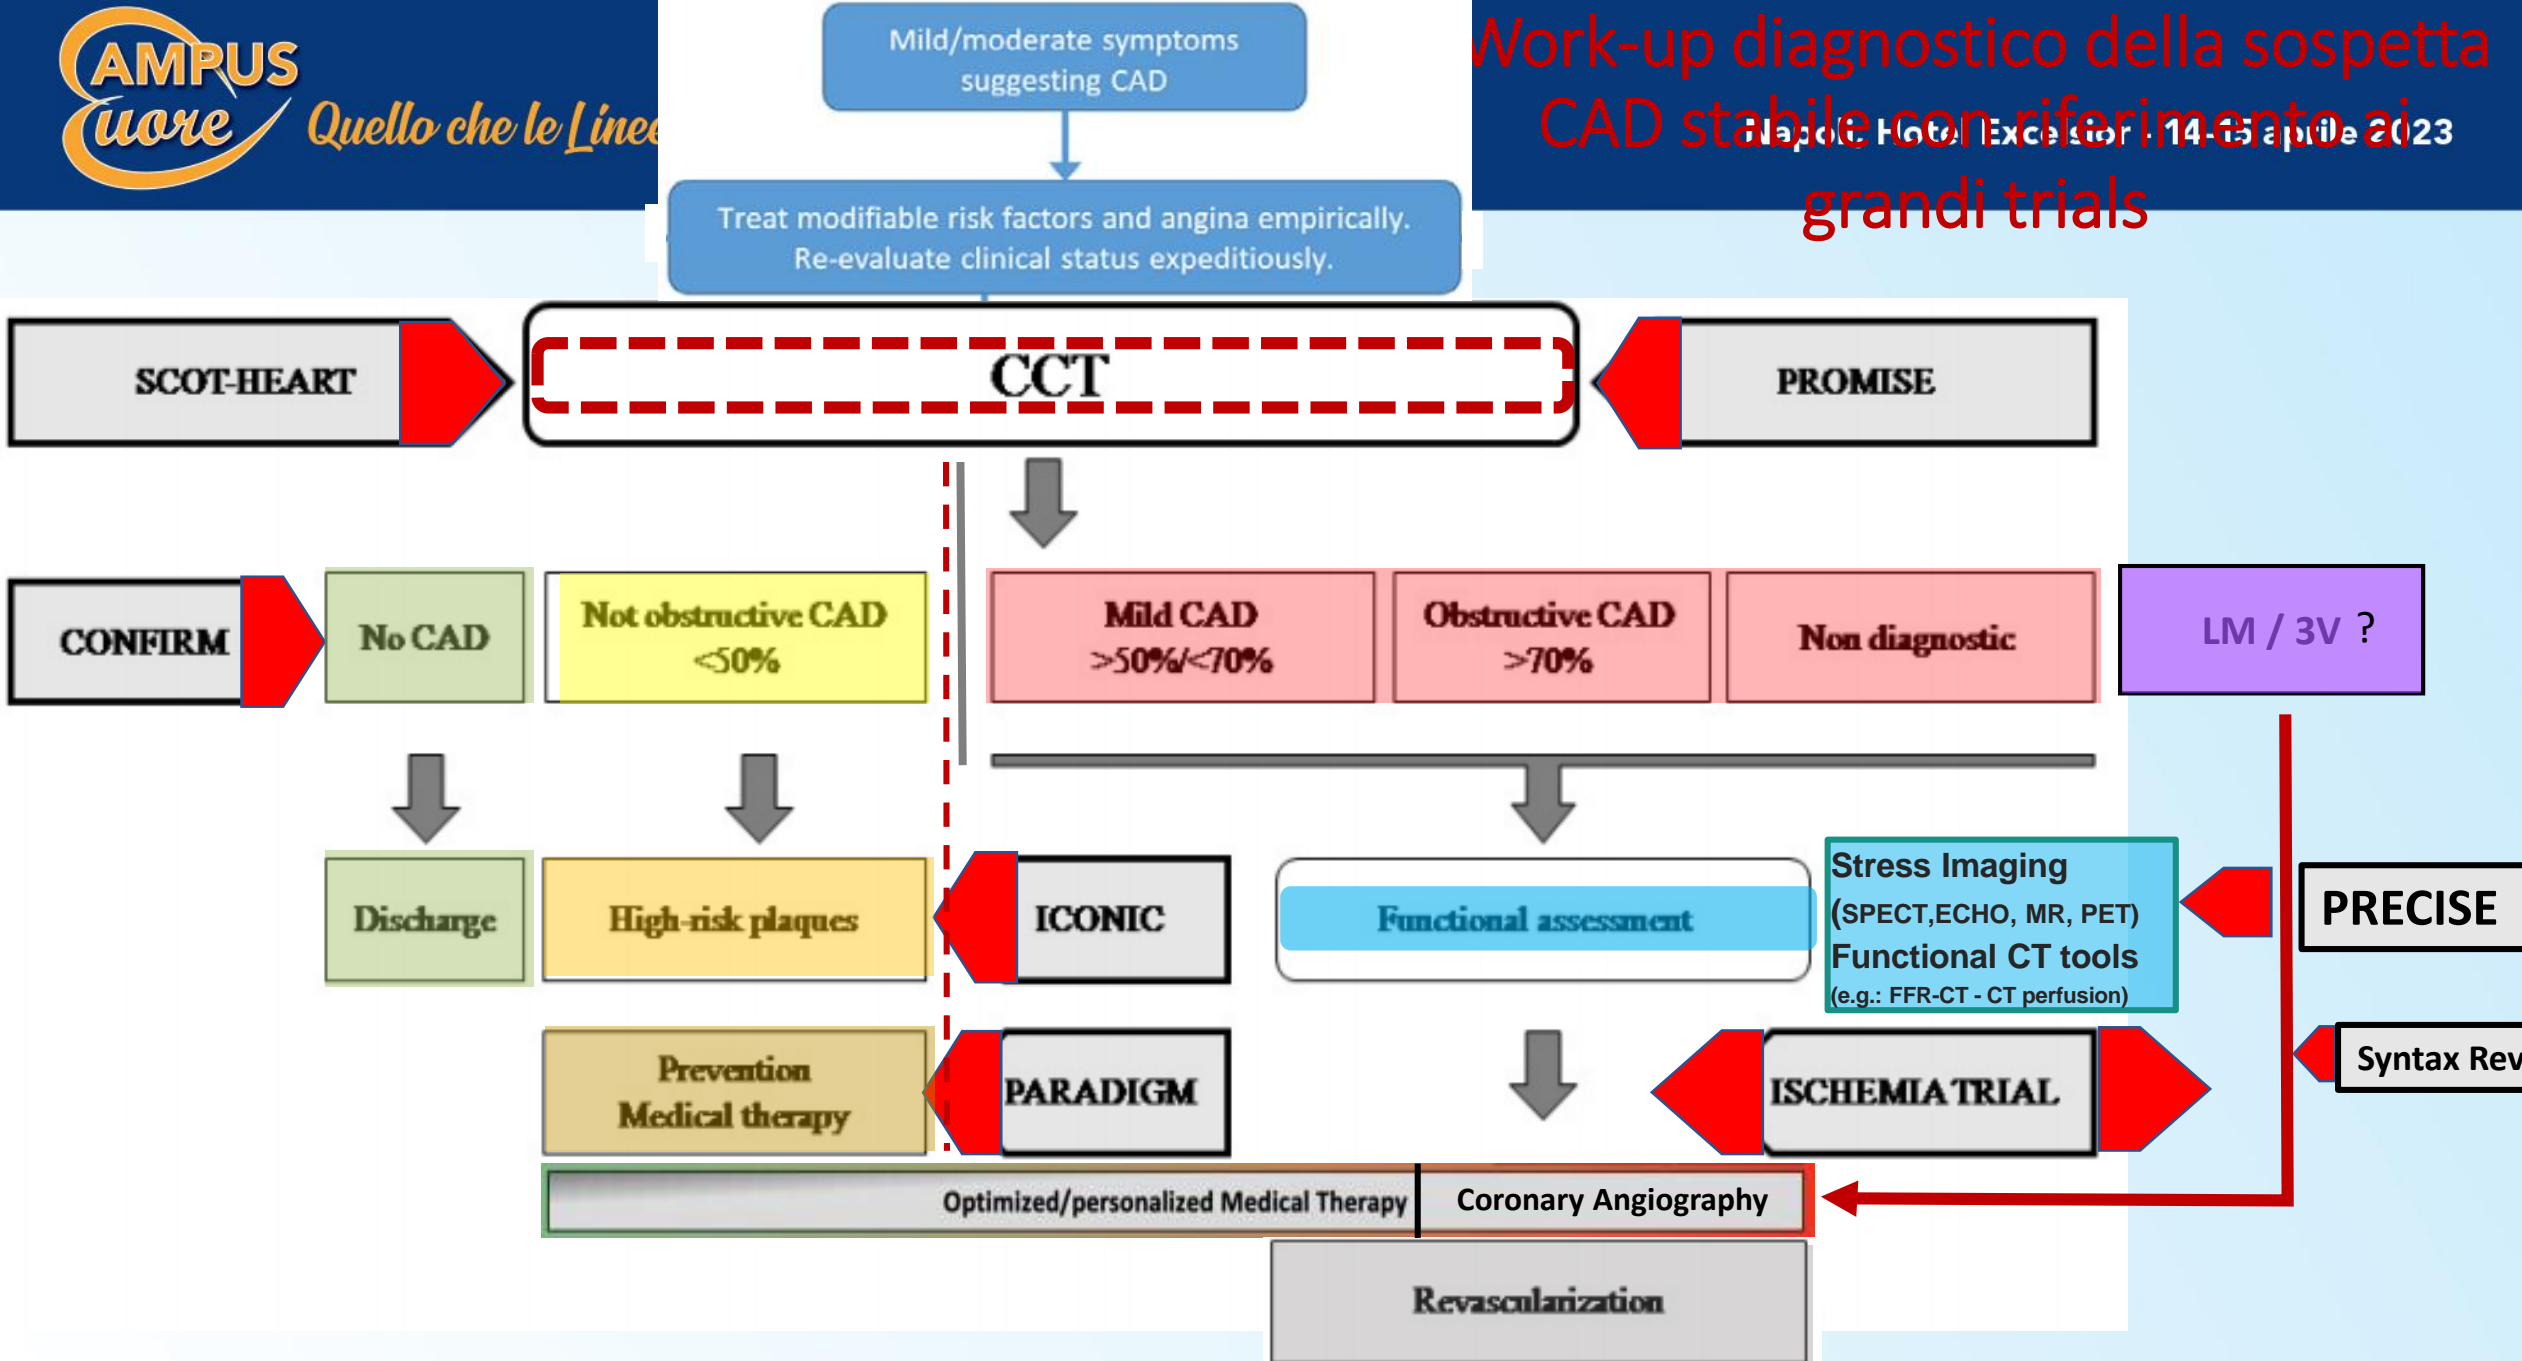 CAMPUS
Cuore
Quello che le Linee
Mild/moderate symptoms
suggesting CAD
Work-up diagnostico della sospetta
CAD stabile con riferimento ai
grandi trials
Napoli, Hotel Excelsior - 14-15 aprile 2023
Treat modifiable risk factors and angina empirically.
Re-evaluate clinical status expeditiously.
SCOT-HEART
CCT
PROMISE
CONFIRM
No CAD
Not obstructive CAD
<50%
Mild CAD
>50%/<70%
Obstructive CAD
>70%
Non diagnostic
LM / 3V ?
Discharge
High-risk plaques
ICONIC
Functional assessment
Stress Imaging
(SPECT,ECHO, MR, PET)
Functional CT tools
(e.g.: FFR-CT - CT perfusion)
PRECISE
Prevention
Medical therapy
PARADIGM
ISCHEMIA TRIAL
Syntax Rev
Optimized/personalized Medical Therapy
Coronary Angiography
Revascularization